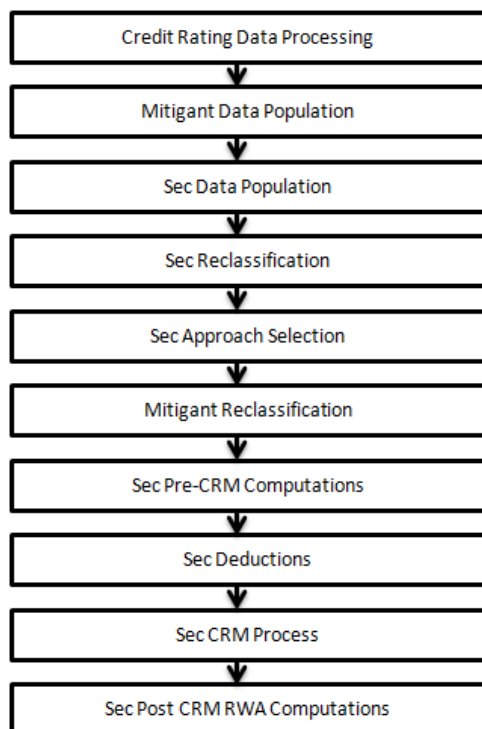 Credit Rating Data Processing
Mitigant Data Population
Sec Data Population
Sec Reclassification
Sec Approach Selection
Mitigant Reclassification
Sec Pre-CRM Computations
Sec Deductions
Sec CRM Process
Sec Post CRM RWA Computations